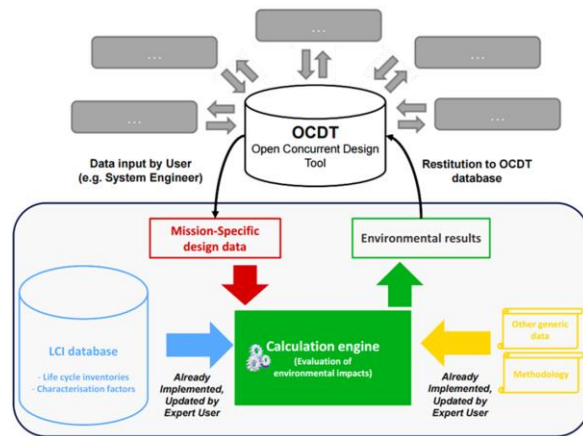 ...
...
...
...
...
OCDT
Open Concurrent Design
Tool
Data input by User
(e.g. System Engineer)
Restitution to OCDT
database
Mission-Specific
design data
Environmental results
LCI database
- Life cycle inventories
- Characterisation factors
Already
Implemented,
Updated by
Expert User
Calculation engine
(Evaluation of
environmental impacts)
Already
Implemented,
Updated by
Expert User
Other generic
data
Methodology